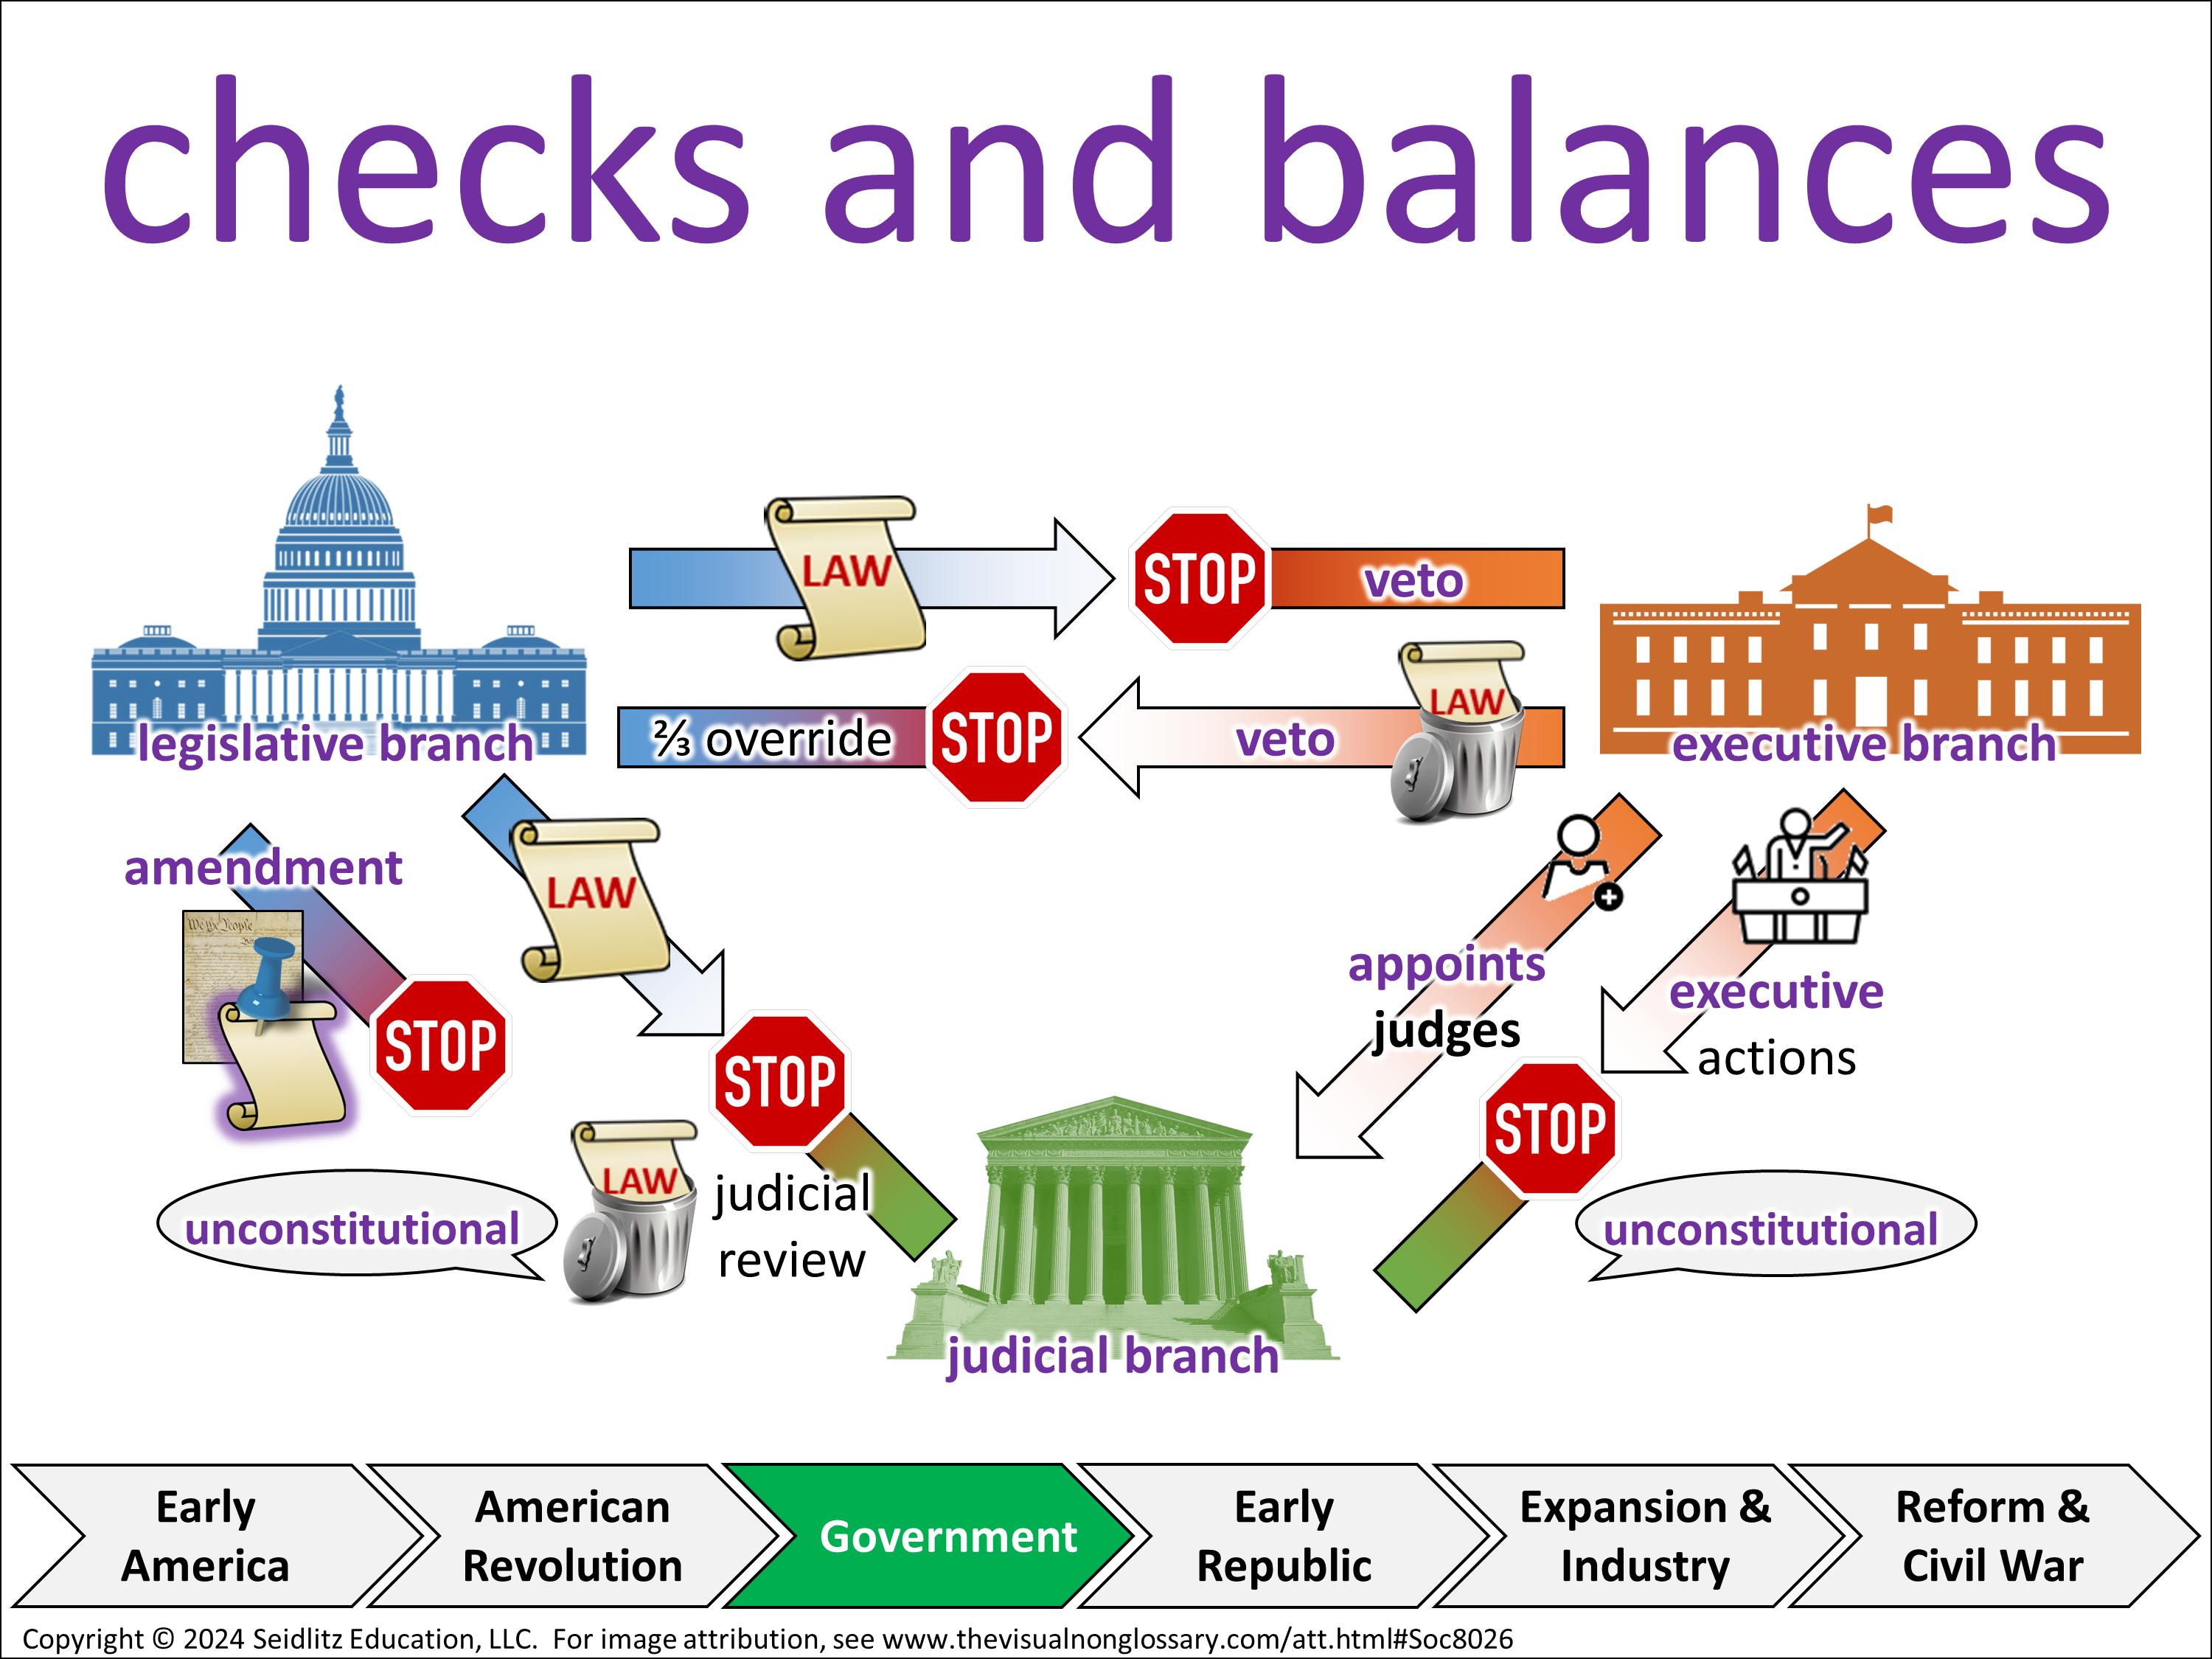 checks and balances
LAW
STOP
veto
LAW
⅔ override
STOP
veto
legislative branch
executive branch
amendment
We the People
LAW
STOP
STOP
appoints
judges
executive
actions
STOP
unconstitutional
LAW
judicial
review
unconstitutional
judicial branch
Early
America
American
Revolution
Government
Early
Republic
Expansion &
Industry
Reform &
Civil War
Copyright © 2024 Seidlitz Education, LLC.  For image attribution, see www.thevisualnonglossary.com/att.html#Soc8026